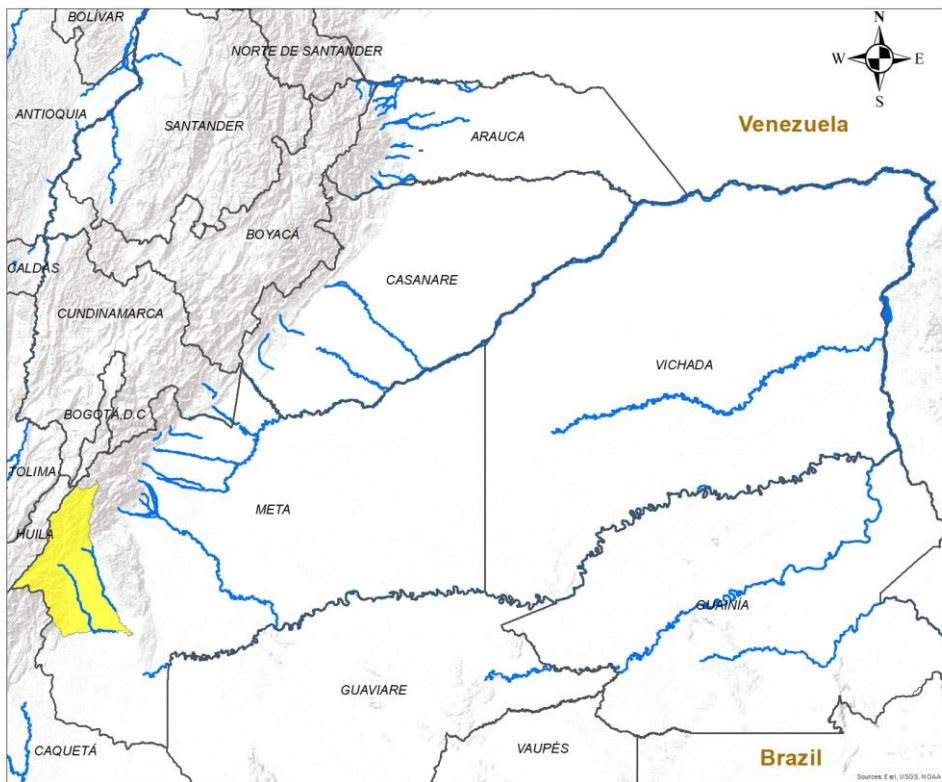 BOLÍVAR
N
NORTE DE SANTANDER
W
E
S
ANTIOQUIA
SANTANDER
ARAUCA
Venezuela
BOYACÁ
CALDAS
CASANARE
CUNDINAMARCA
VICHADA
BOGOTÁ,D.C
TOLIMA
META
HUILA
GUAINÍA
GUAVIARE
CAQUETÁ
VAUPÉS
Brazil
Sources: Esri, USGS, NOAA